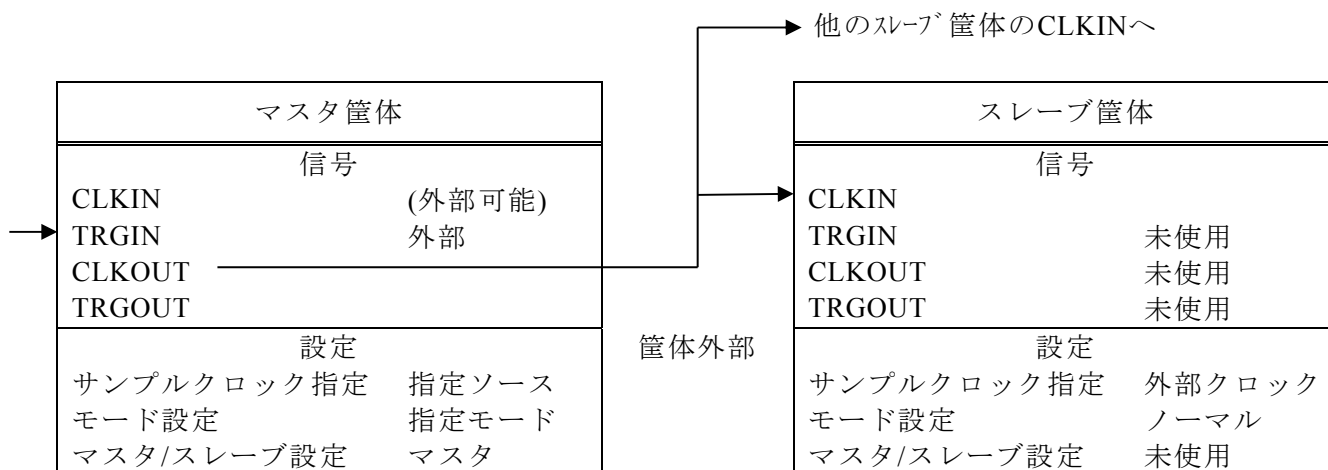 他のｽﾚｰﾌﾞ筐体のCLKINへ
マスタ筐体
信号
CLKIN (外部可能)
TRGIN 外部
CLKOUT
TRGOUT
設定
サンプルクロック指定 指定ソース
モード設定 指定モード
マスタ/スレーブ設定 マスタ
筐体外部
スレーブ筐体
信号
CLKIN
TRGIN 未使用
CLKOUT 未使用
TRGOUT 未使用
設定
サンプルクロック指定 外部クロック
モード設定 ノーマル
マスタ/スレーブ設定 未使用